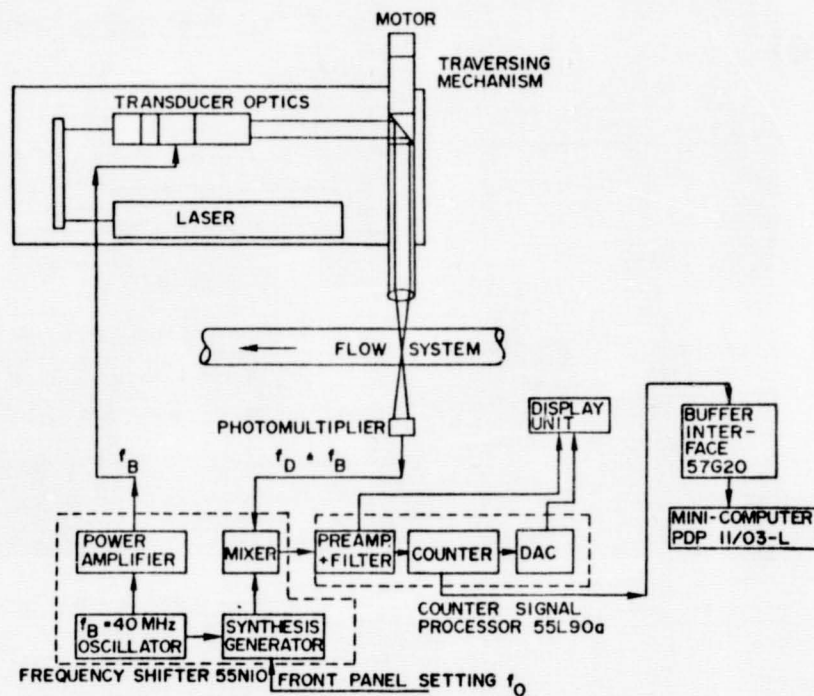 MOTOR
TRAVERSING
MECHANISM
TRANSDUCER OPTICS
LASER
FLOW SYSTEM
PHOTOMULTIPLIER
DISPLAY
UNIT
BUFFER
INTER-
FACE
57G20
f_B
f_D + f_B
POWER
AMPLIFIER
MIXER
PREAMP.
+FILTER
COUNTER
DAC
MINI-COMPUTER
PDP 11/03-L
f_B = 40 MHz
OSCILLATOR
SYNTHESIS
GENERATOR
COUNTER SIGNAL
PROCESSOR 55L90a
FREQUENCY SHIFTER 55N10
FRONT PANEL SETTING f_O